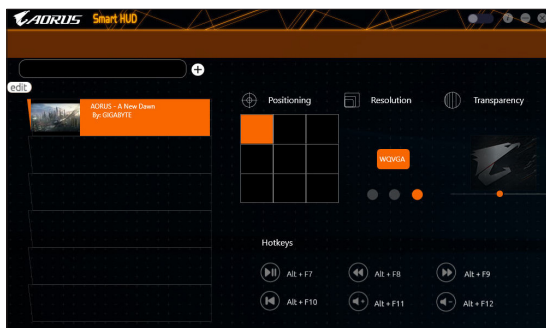 AORUS Smart HUD
edit
AORUS - A New Dawn
By: GIGABYTE
Positioning
Resolution
Transparency
WQVGA
Hotkeys
Alt + F7
Alt + F8
Alt + F9
Alt + F10
Alt + F11
Alt + F12